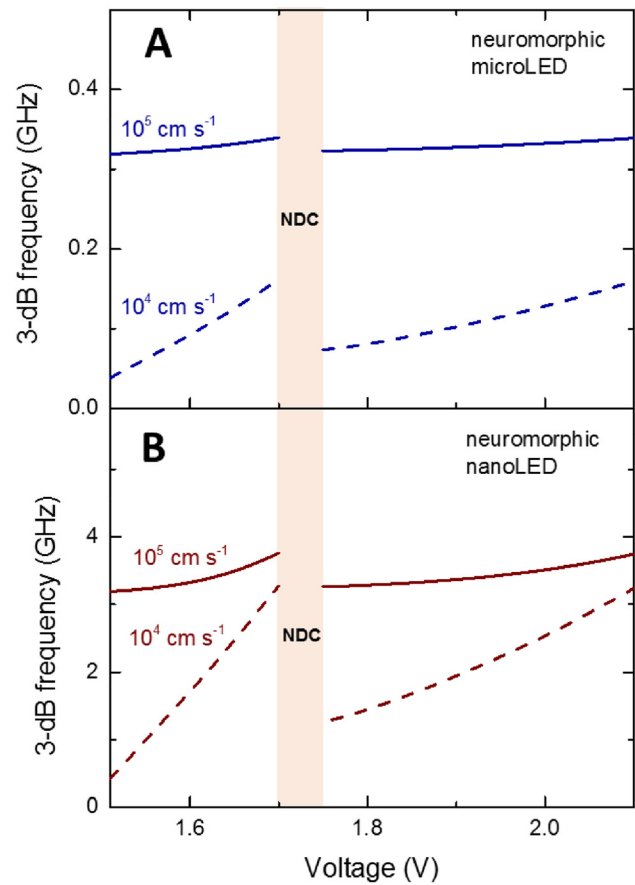 A
neuromorphic
microLED
0.4
10⁵ cm s⁻¹
3-dB frequency (GHz)
NDC
0.2
10⁴ cm s⁻¹
0.0
B
neuromorphic
nanoLED
4
10⁵ cm s⁻¹
3-dB frequency (GHz)
10⁴ cm s⁻¹
NDC
2
0
1.6
1.8
2.0
Voltage (V)